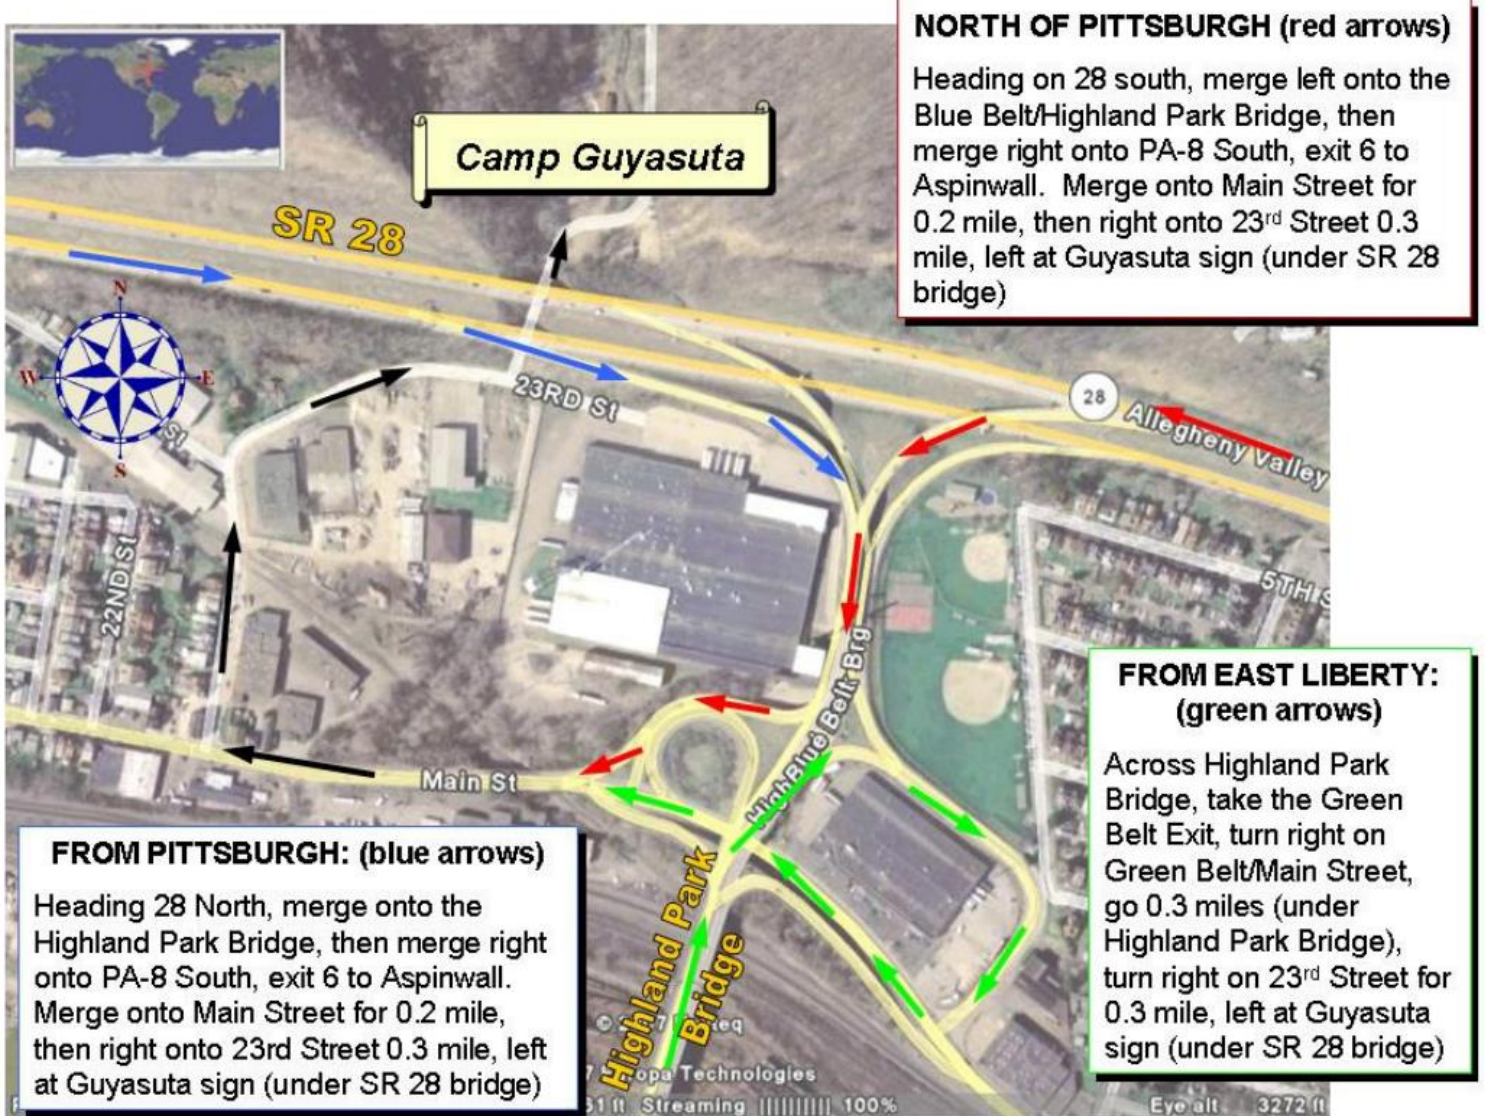 NORTH OF PITTSBURGH (red arrows)
Heading on 28 south, merge left onto the
Blue Belt/Highland Park Bridge, then
merge right onto PA-8 South, exit 6 to
Aspinwall.  Merge onto Main Street for
0.2 mile, then right onto 23rd Street 0.3
mile, left at Guyasuta sign (under SR 28
bridge)
Camp Guyasuta
SR 28
N
W
E
S
28
Allegheny Valley
23RD St
St
22ND St
5TH S
Blue Belt Brg
High
Main St
Highland Park
Bridge
FROM EAST LIBERTY:
(green arrows)
Across Highland Park
Bridge, take the Green
Belt Exit, turn right on
Green Belt/Main Street,
go 0.3 miles (under
Highland Park Bridge),
turn right on 23rd Street for
0.3 mile, left at Guyasuta
sign (under SR 28 bridge)
FROM PITTSBURGH: (blue arrows)
Heading 28 North, merge onto the
Highland Park Bridge, then merge right
onto PA-8 South, exit 6 to Aspinwall.
Merge onto Main Street for 0.2 mile,
then right onto 23rd Street 0.3 mile, left
at Guyasuta sign (under SR 28 bridge)
Technologies
Streaming |||||||||| 100%
Eye alt 3272 ft